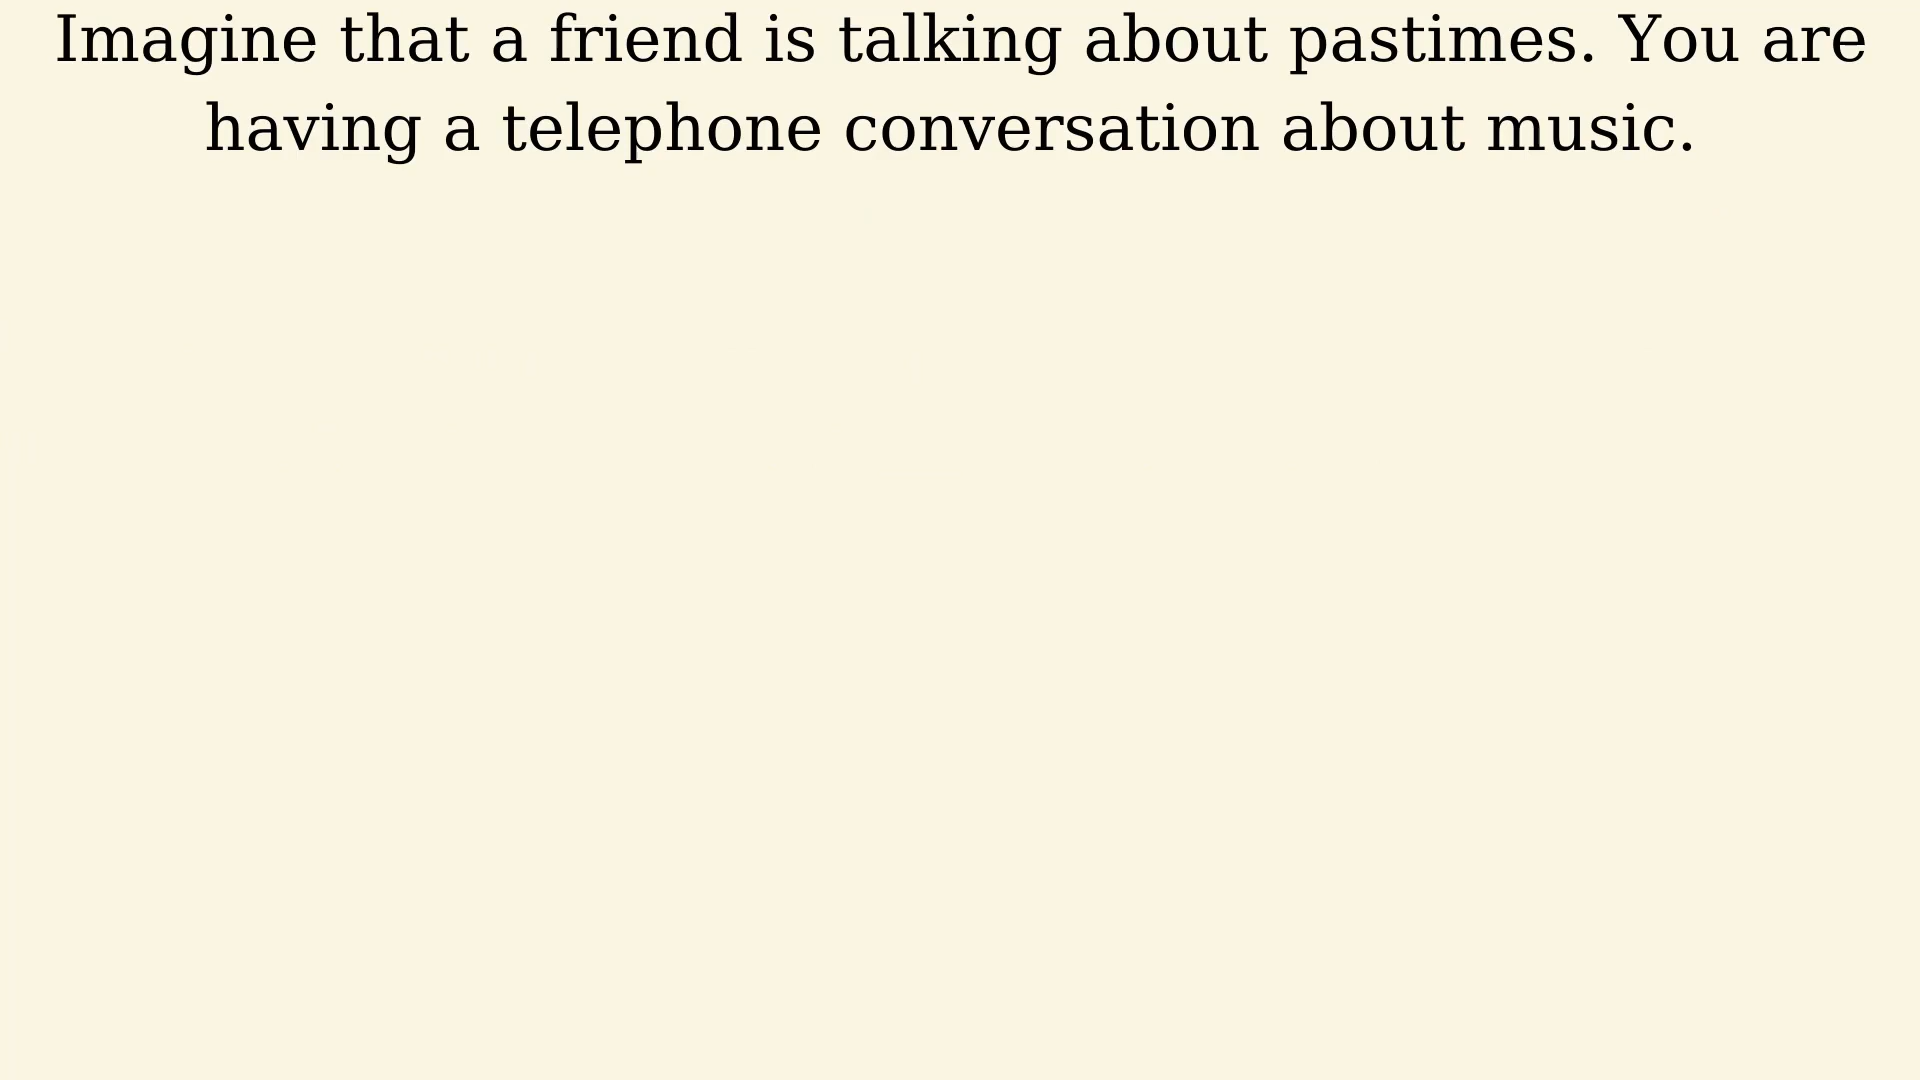 Imagine that a friend is talking about pastimes. You are
having a telephone conversation about music.